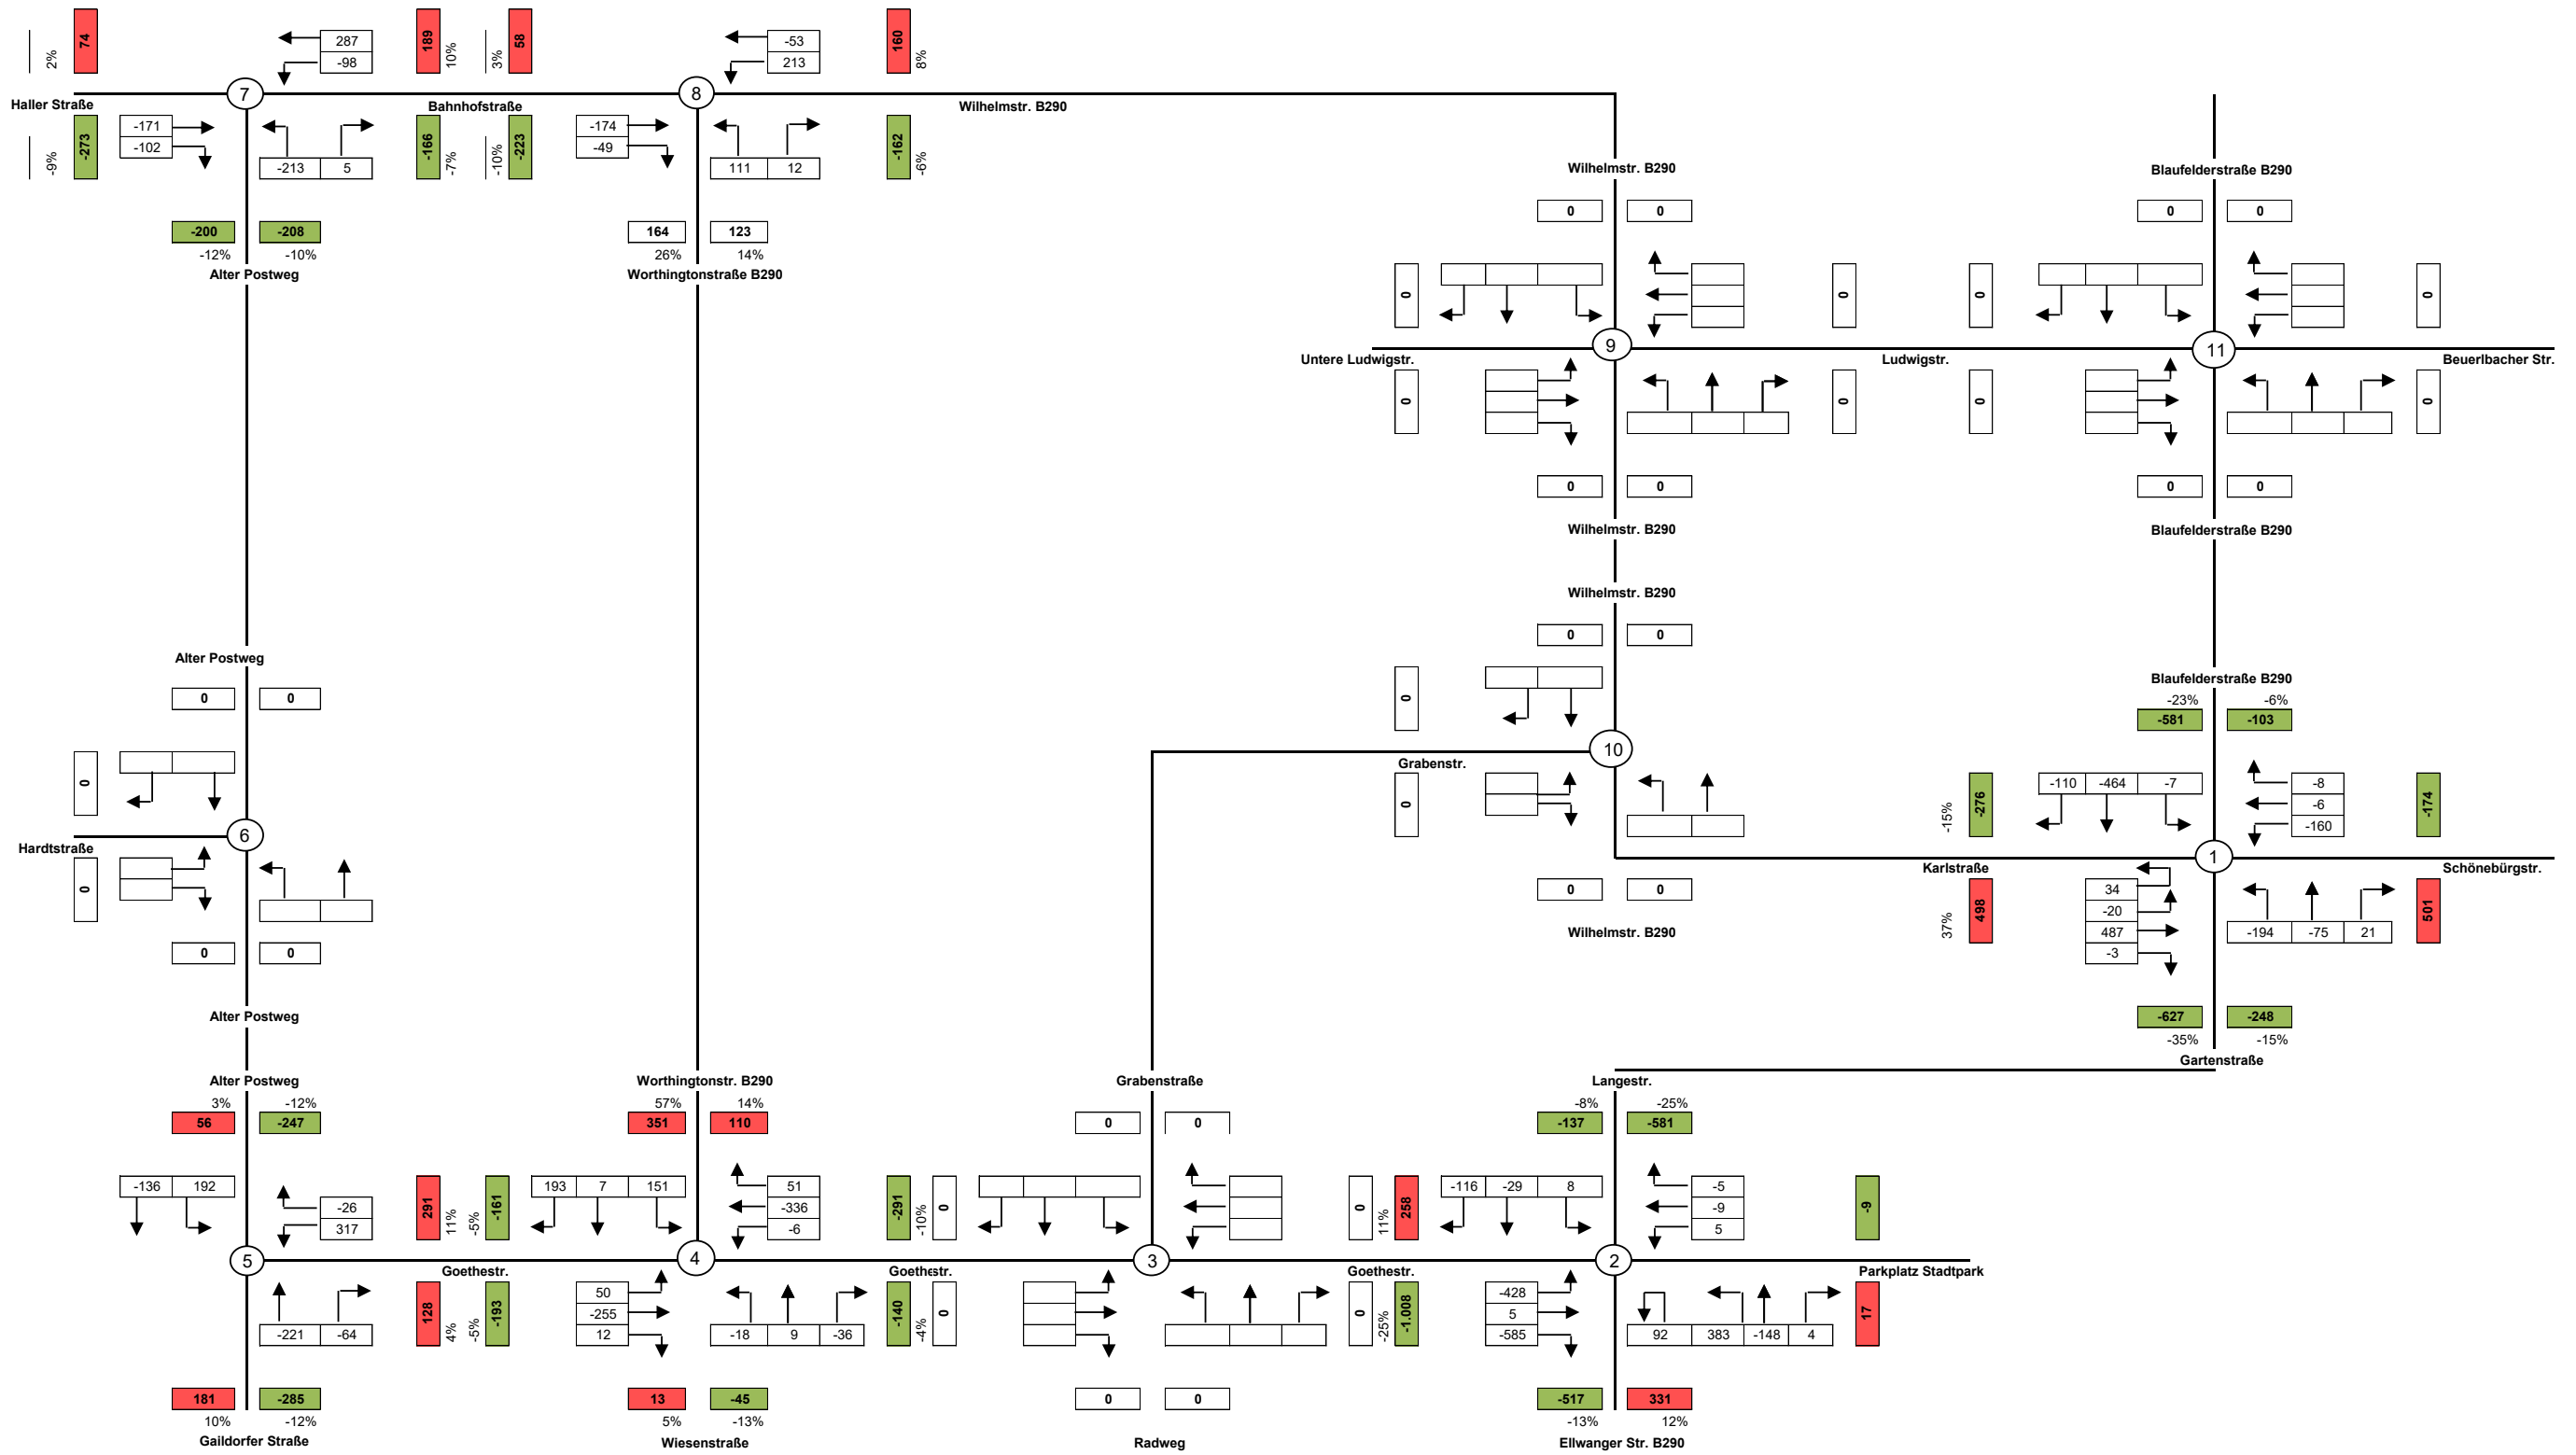 74 287 189 58 -53 160
2% -98 10% 3% 213 8%
7 8
Haller Straße Bahnhofstraße Wilhelmstr. B290
-273 -171 -166 -223 -174 -162
-9% -102 -7% -10% -49 -6%
-213 5 111 12
Wilhelmstr. B290 Blaufelderstraße B290
0 0 0 0
-200 -208 164 123
-12% -10% 26% 14%
Alter Postweg Worthingtonstraße B290
0 0 0 0
9 11
Untere Ludwigstr. Ludwigstr. Beuerlbacher Str.
0 0 0 0
0 0 0 0
Wilhelmstr. B290 Blaufelderstraße B290
Wilhelmstr. B290
0 0
Alter Postweg
0 0
0
Blaufelderstraße B290
-23% -6%
-581 -103
10
Grabenstr.
0
0
0
6
Hardtstraße
0
0 0
-15% -276 -110 -464 -7 -8 -174
-6
-160
1
Karlstraße Schönebürgstr.
37% 498 34 501
-20
487 -194 -75 21
-3
0 0
Wilhelmstr. B290
-627 -248
-35% -15%
Gartenstraße
Alter Postweg
Alter Postweg Worthingtonstr. B290 Grabenstraße Langestr.
3% -12% 57% 14% -8% -25%
56 -247 351 110 0 0 -137 -581
-136 192 -26 291 11% -5% -161 193 7 151 51 -291 -10% 0 0 11% 258 -116 -29 8 -5 -9
317 -336 -9
-6 5
5 4 3 2
Goethestr. Goethestr. Goethestr. Parkplatz Stadtpark
128 4% -5% -193 50 -140 -4% 0 0 -25% -1.008 -428 17
-255 5
-221 -64 12 -18 9 -36 -585 92 383 -148 4
181 -285 13 -45 0 0 -517 331
10% -12% 5% -13% -13% 12%
Gaildorfer Straße Wiesenstraße Radweg Ellwanger Str. B290